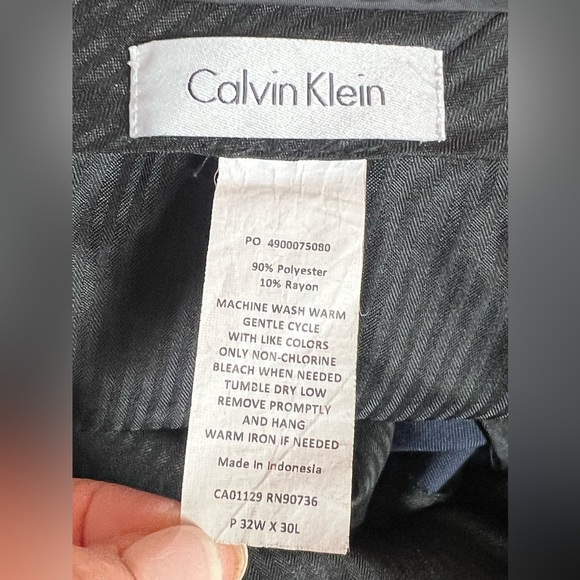 Calvin Klein
PO 4900075080
90% Polyester
10% Rayon
MACHINE WASH WARM
GENTLE CYCLE
WITH LIKE COLORS
ONLY NON-CHLORINE
BLEACH WHEN NEEDED
TUMBLE DRY LOW
REMOVE PROMPTLY
AND HANG
WARM IRON IF NEEDED
Made In Indonesia
CA01129 RN90736
P 32W X 30L